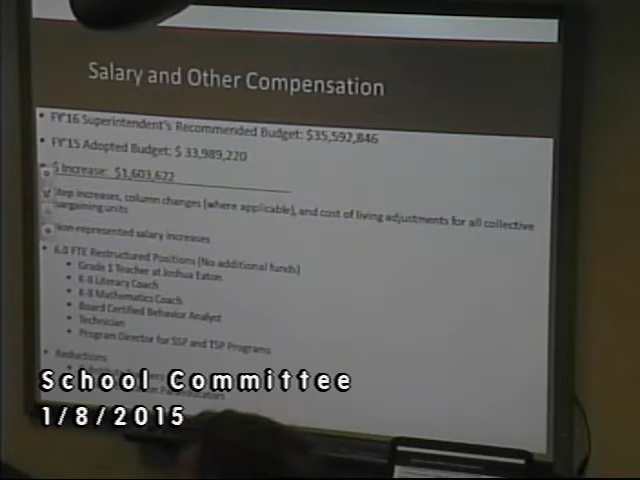 Salary and Other Compensation
• FY'16 Superintendent's Recommended Budget: $35,592,846
• FY'15 Adopted Budget: $ 33,989,220
$ Increase: $1,603,622
Step increases, column changes (where applicable), and cost of living adjustments for all collective
bargaining units
Non-represented salary increases
• 6.0 FTE Restructured Positions (No additional funds)
• Grade 1 Teacher at Joshua Eaton
• K-8 Literacy Coach
• K-8 Mathematics Coach
• Board Certified Behavior Analyst
• Technician
• Program Director for SSP and TSP Programs
• Reductions
School Committee
1/8/2015